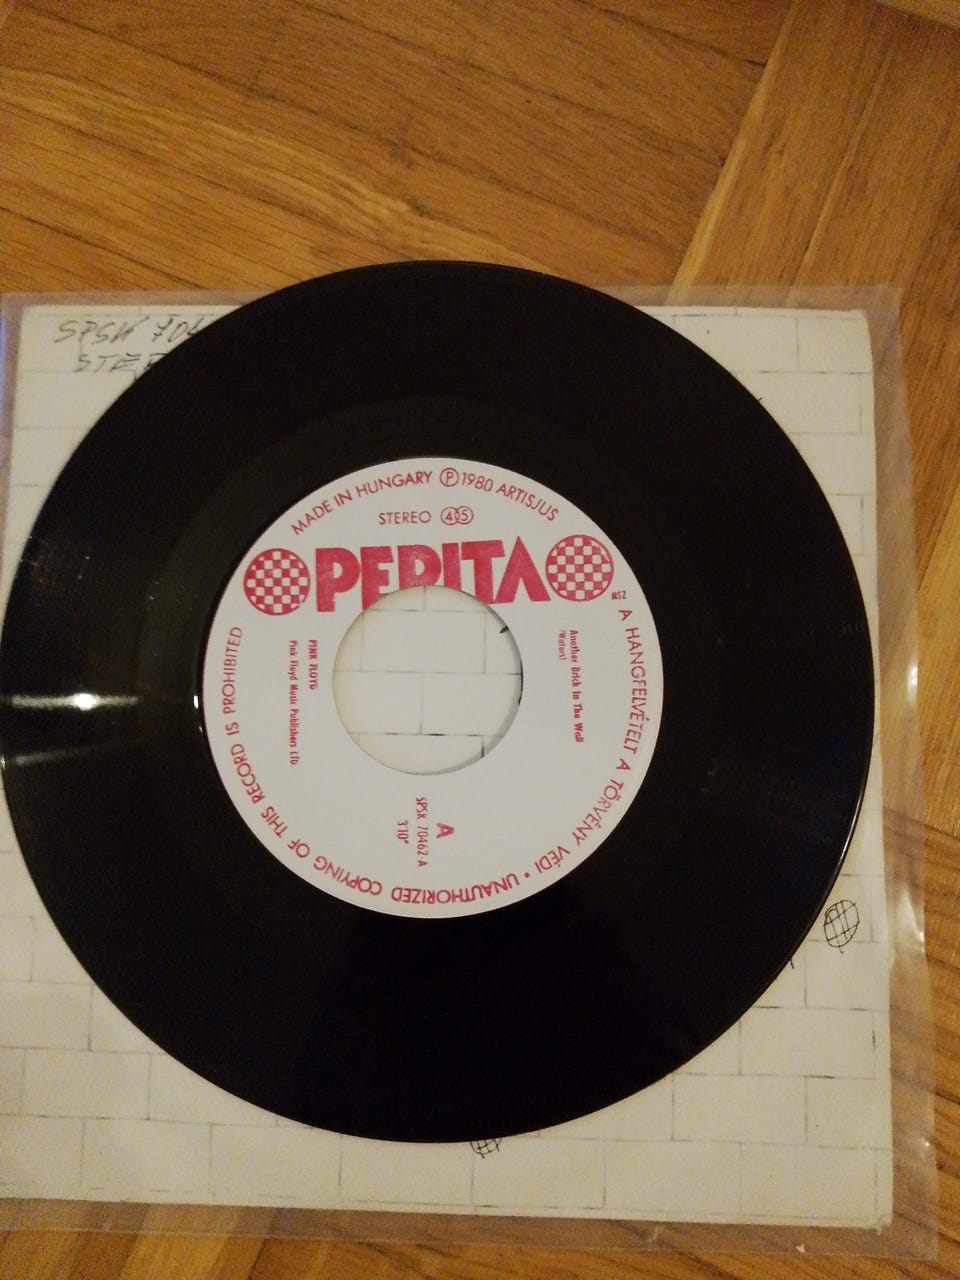 SPSK 704
STE
MADE IN HUNGARY Ⓟ 1980 ARTISJUS
STEREO 45
PEPITA
MSZ
A HANGFELVÉTELT A TÖRVÉNY VÉDI • UNAUTHORIZED COPYING OF THIS RECORD IS PROHIBITED
Another Brick In The Wall
(Waters)
PINK FLOYD
Pink Floyd Music Publishers LTD.
A
SPSK 70462-A
3'10"